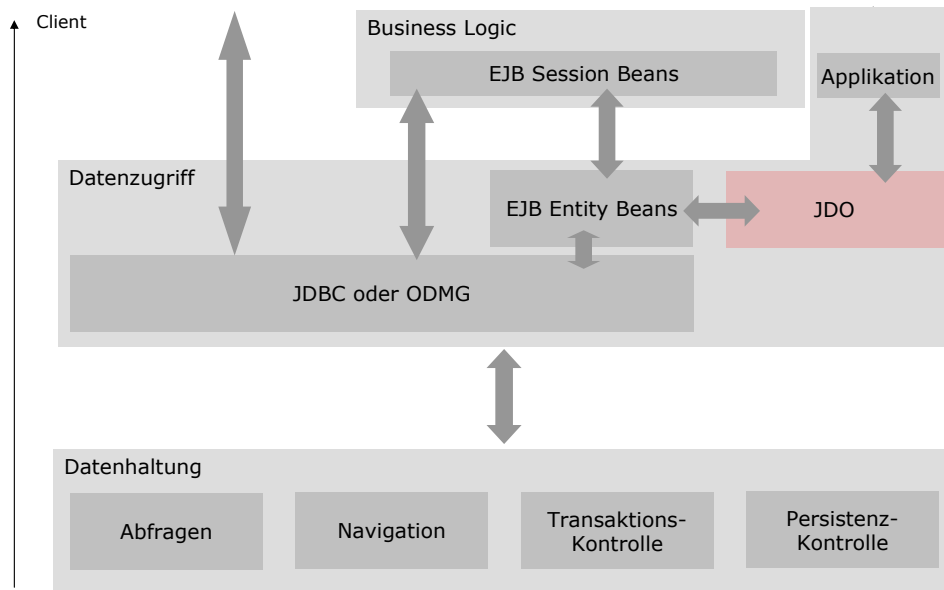 Client
Business Logic
EJB Session Beans
Applikation
Datenzugriff
EJB Entity Beans
JDO
JDBC oder ODMG
Datenhaltung
Abfragen
Navigation
Transaktions-
Kontrolle
Persistenz-
Kontrolle